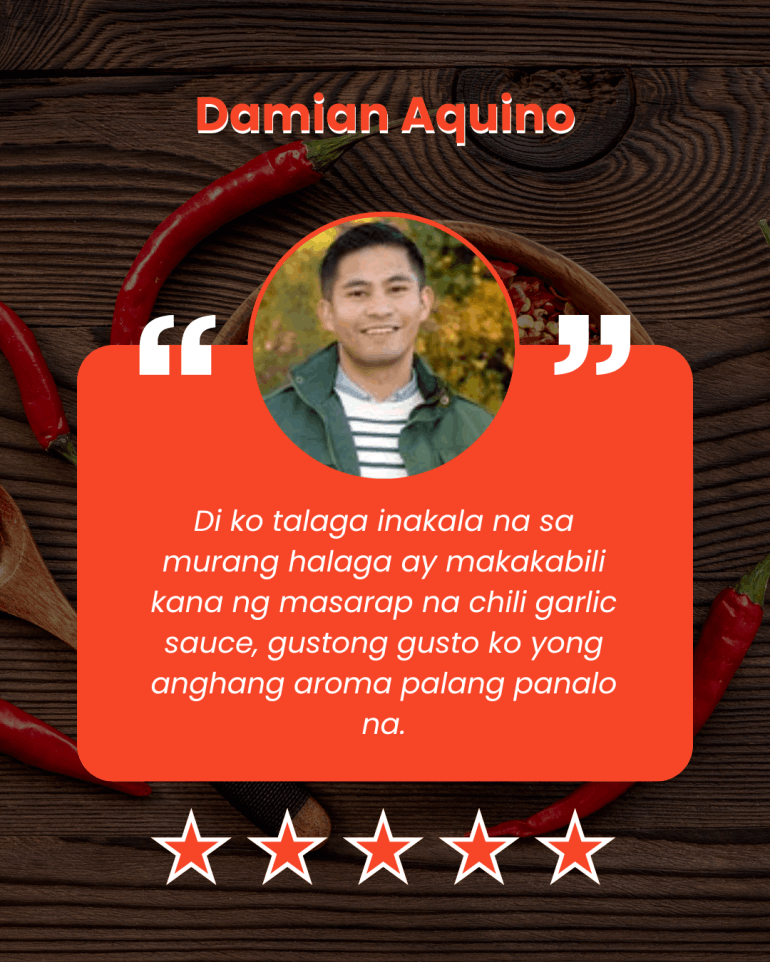 Damian Aquino
“ ”
Di ko talaga inakala na sa
murang halaga ay makakabili
kana ng masarap na chili garlic
sauce, gustong gusto ko yong
anghang aroma palang panalo
na.